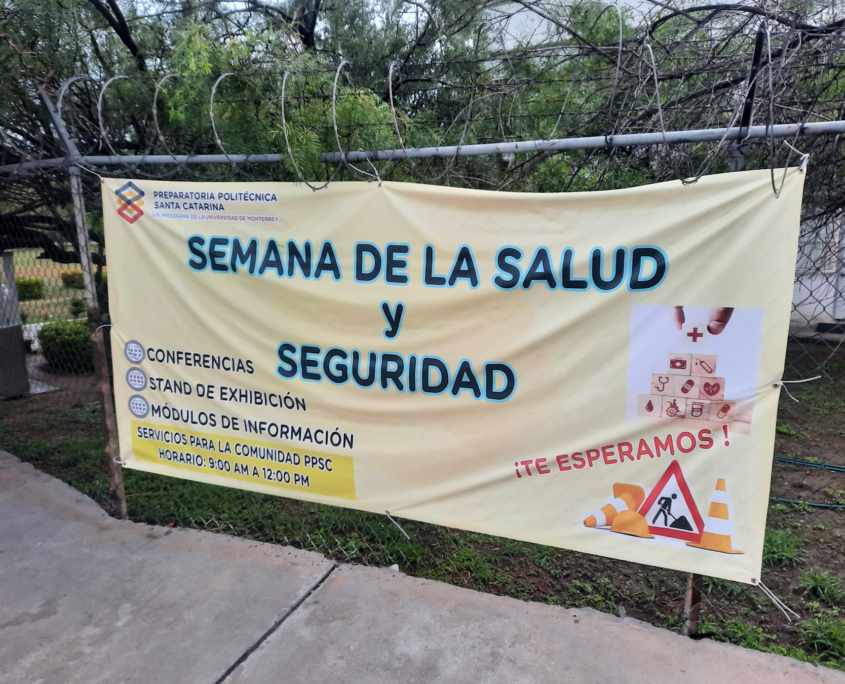 PREPARATORIA POLITÉCNICA
SANTA CATARINA
UN PROGRAMA DE LA UNIVERSIDAD DE MONTERREY
SEMANA DE LA SALUD
y
SEGURIDAD
CONFERENCIAS
STAND DE EXHIBICIÓN
MÓDULOS DE INFORMACIÓN
SERVICIOS PARA LA COMUNIDAD PPSC
HORARIO: 9:00 AM A 12:00 PM
¡TE ESPERAMOS !